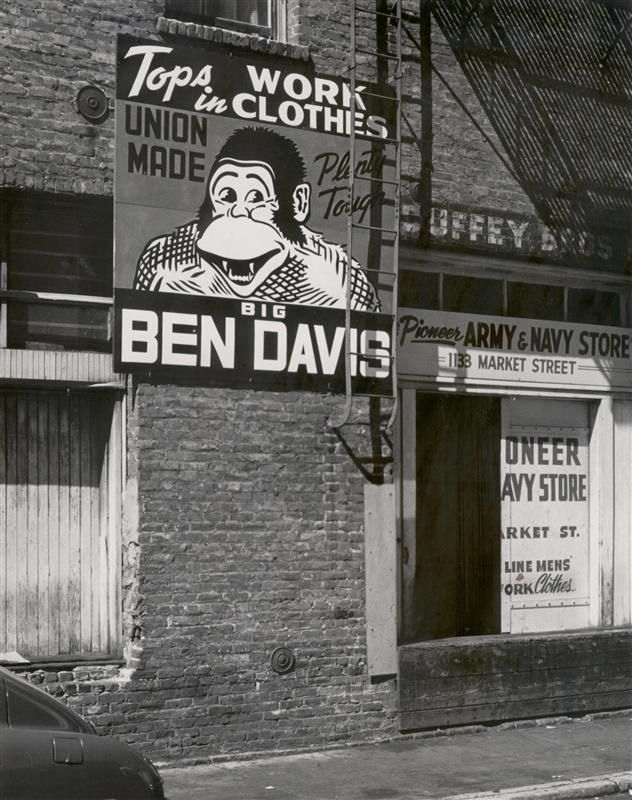 Tops in WORK CLOTHES
UNION MADE
Plenty Tough
BIG
BEN DAVIS
OFFEY
Pioneer ARMY & NAVY STORE
1133 MARKET STREET
ONEER
AVY STORE
ARKET ST.
LINE MENS'
ORK Clothes